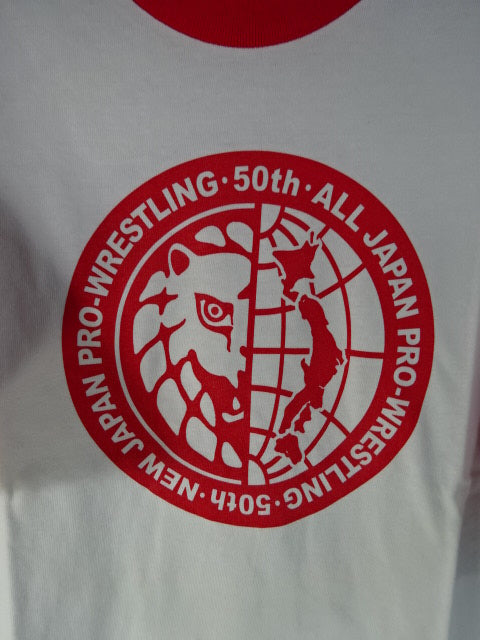 NEW JAPAN PRO-WRESTLING · 50th · ALL JAPAN PRO-WRESTLING · 50th ·